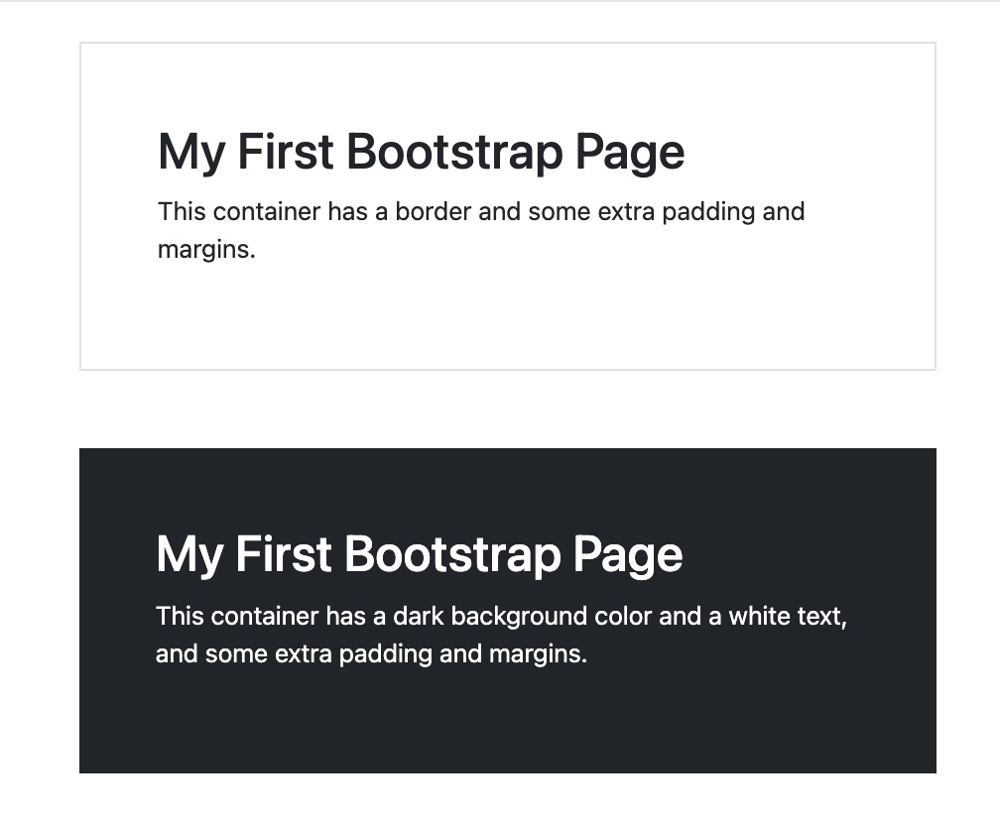 My First Bootstrap Page
This container has a border and some extra padding and
margins.
My First Bootstrap Page
This container has a dark background color and a white text,
and some extra padding and margins.